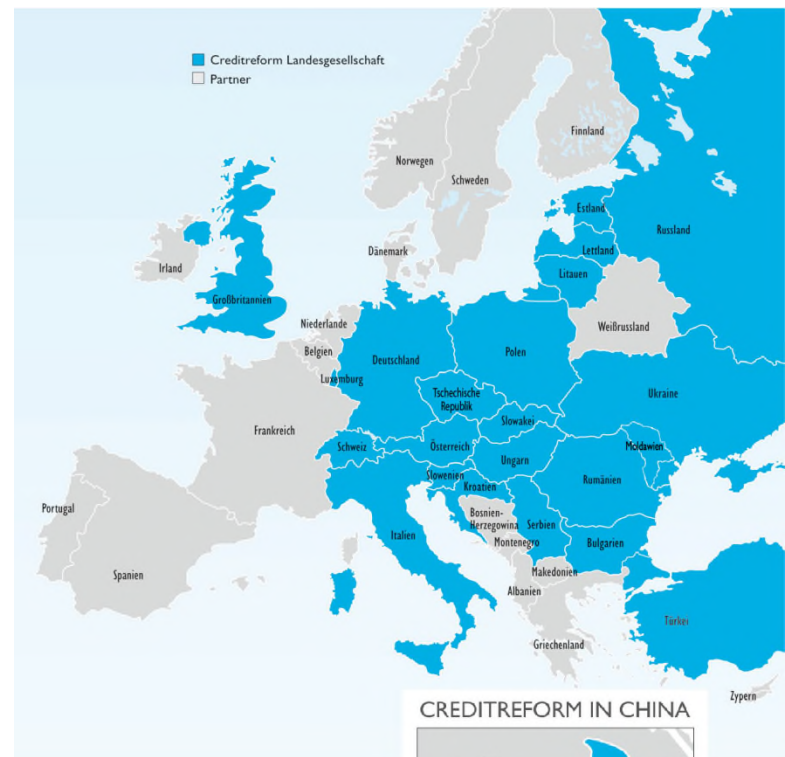 Creditreform Landesgesellschaft
Partner
Finnland
Norwegen
Schweden
Estland
Russland
Lettland
Dänemark
Litauen
Irland
Großbritannien
Weißrussland
Niederlande
Belgien
Deutschland
Polen
Luxemburg
Tschechische
Republik
Ukraine
Slowakei
Frankreich
Schweiz
Österreich
Moldawien
Ungarn
Slowenien
Rumänien
Kroatien
Portugal
Bosnien-
Herzegowina
Serbien
Italien
Montenegro
Bulgarien
Spanien
Makedonien
Albanien
Turkei
Griechenland
Zypern
CREDITREFORM IN CHINA